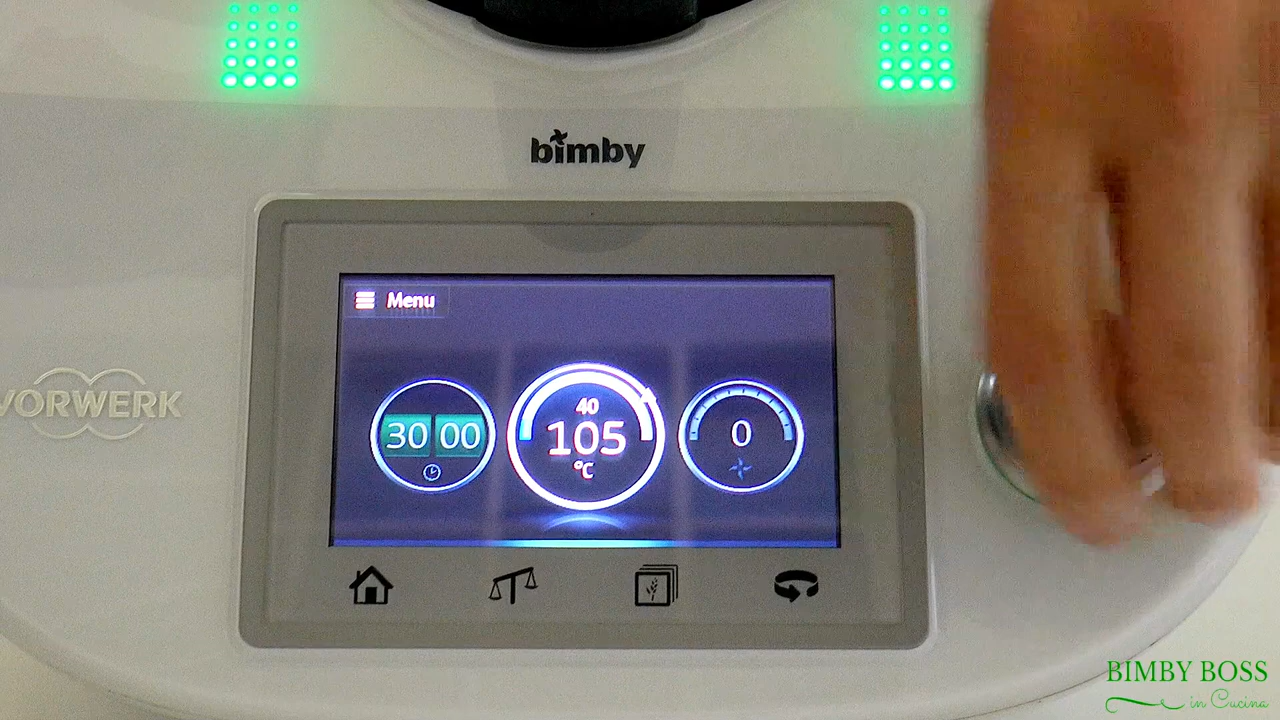 bimby
Menu
VORWERK
30 00
40
105
°C
0
BIMBY BOSS
in Cucina